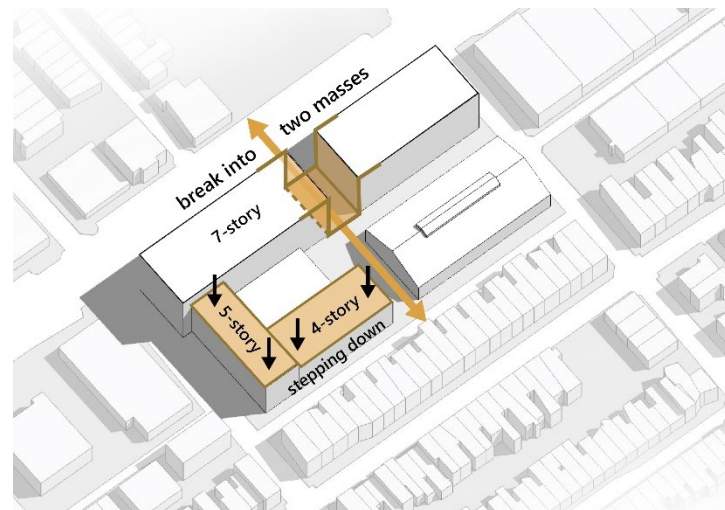 break into two masses
7-story
5-story
4-story
stepping down